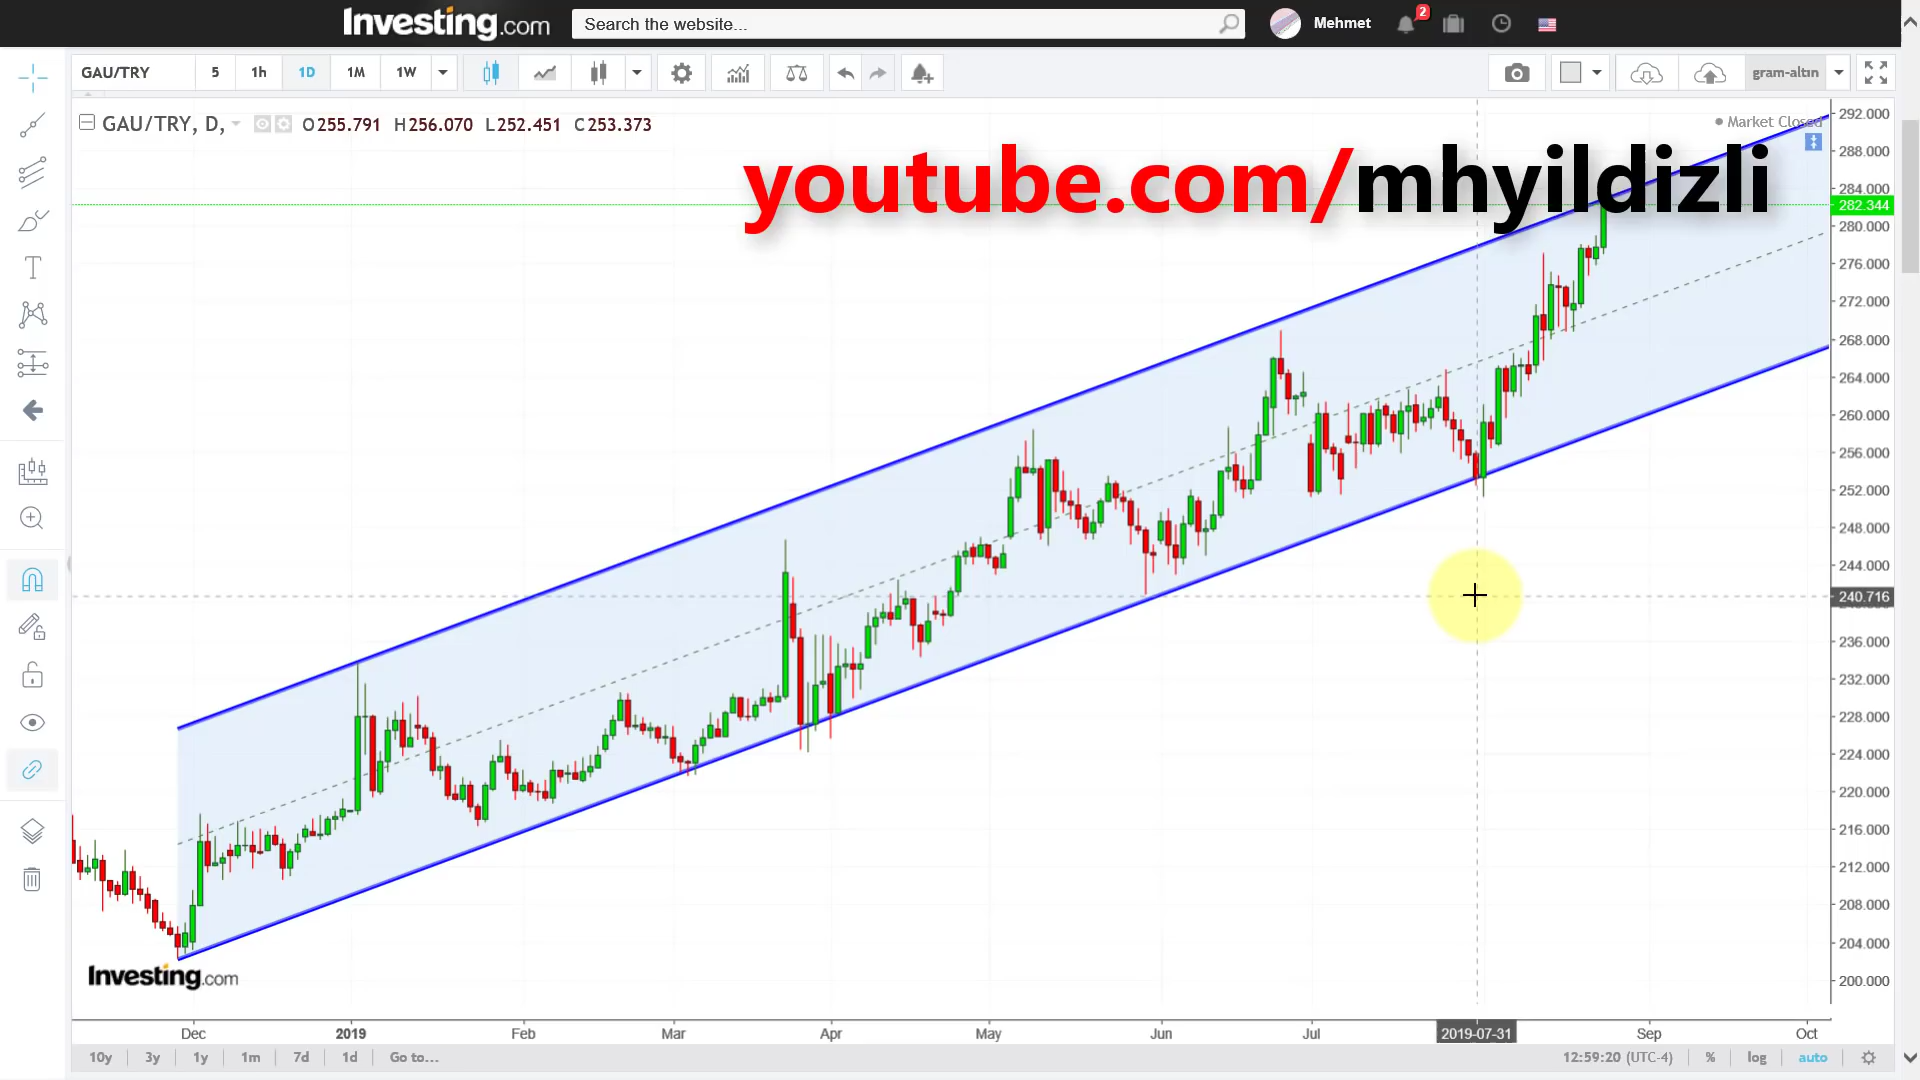 Investing.com
Search the website...
Mehmet
2
GAU/TRY
5
1h
1D
1M
1W
gram-altın
GAU/TRY, D,
O255.791 H256.070 L252.451 C253.373
Market Closed
youtube.com/mhyildizli
292.000
288.000
284.000
282.344
280.000
276.000
272.000
268.000
264.000
260.000
256.000
252.000
248.000
244.000
240.716
236.000
232.000
228.000
224.000
220.000
216.000
212.000
208.000
204.000
200.000
Investing.com
Dec 2019 Feb Mar Apr May Jun Jul 2019-07-31 Sep Oct
10y 3y 1y 1m 7d 1d Go to...
12:59:20 (UTC-4) % log auto